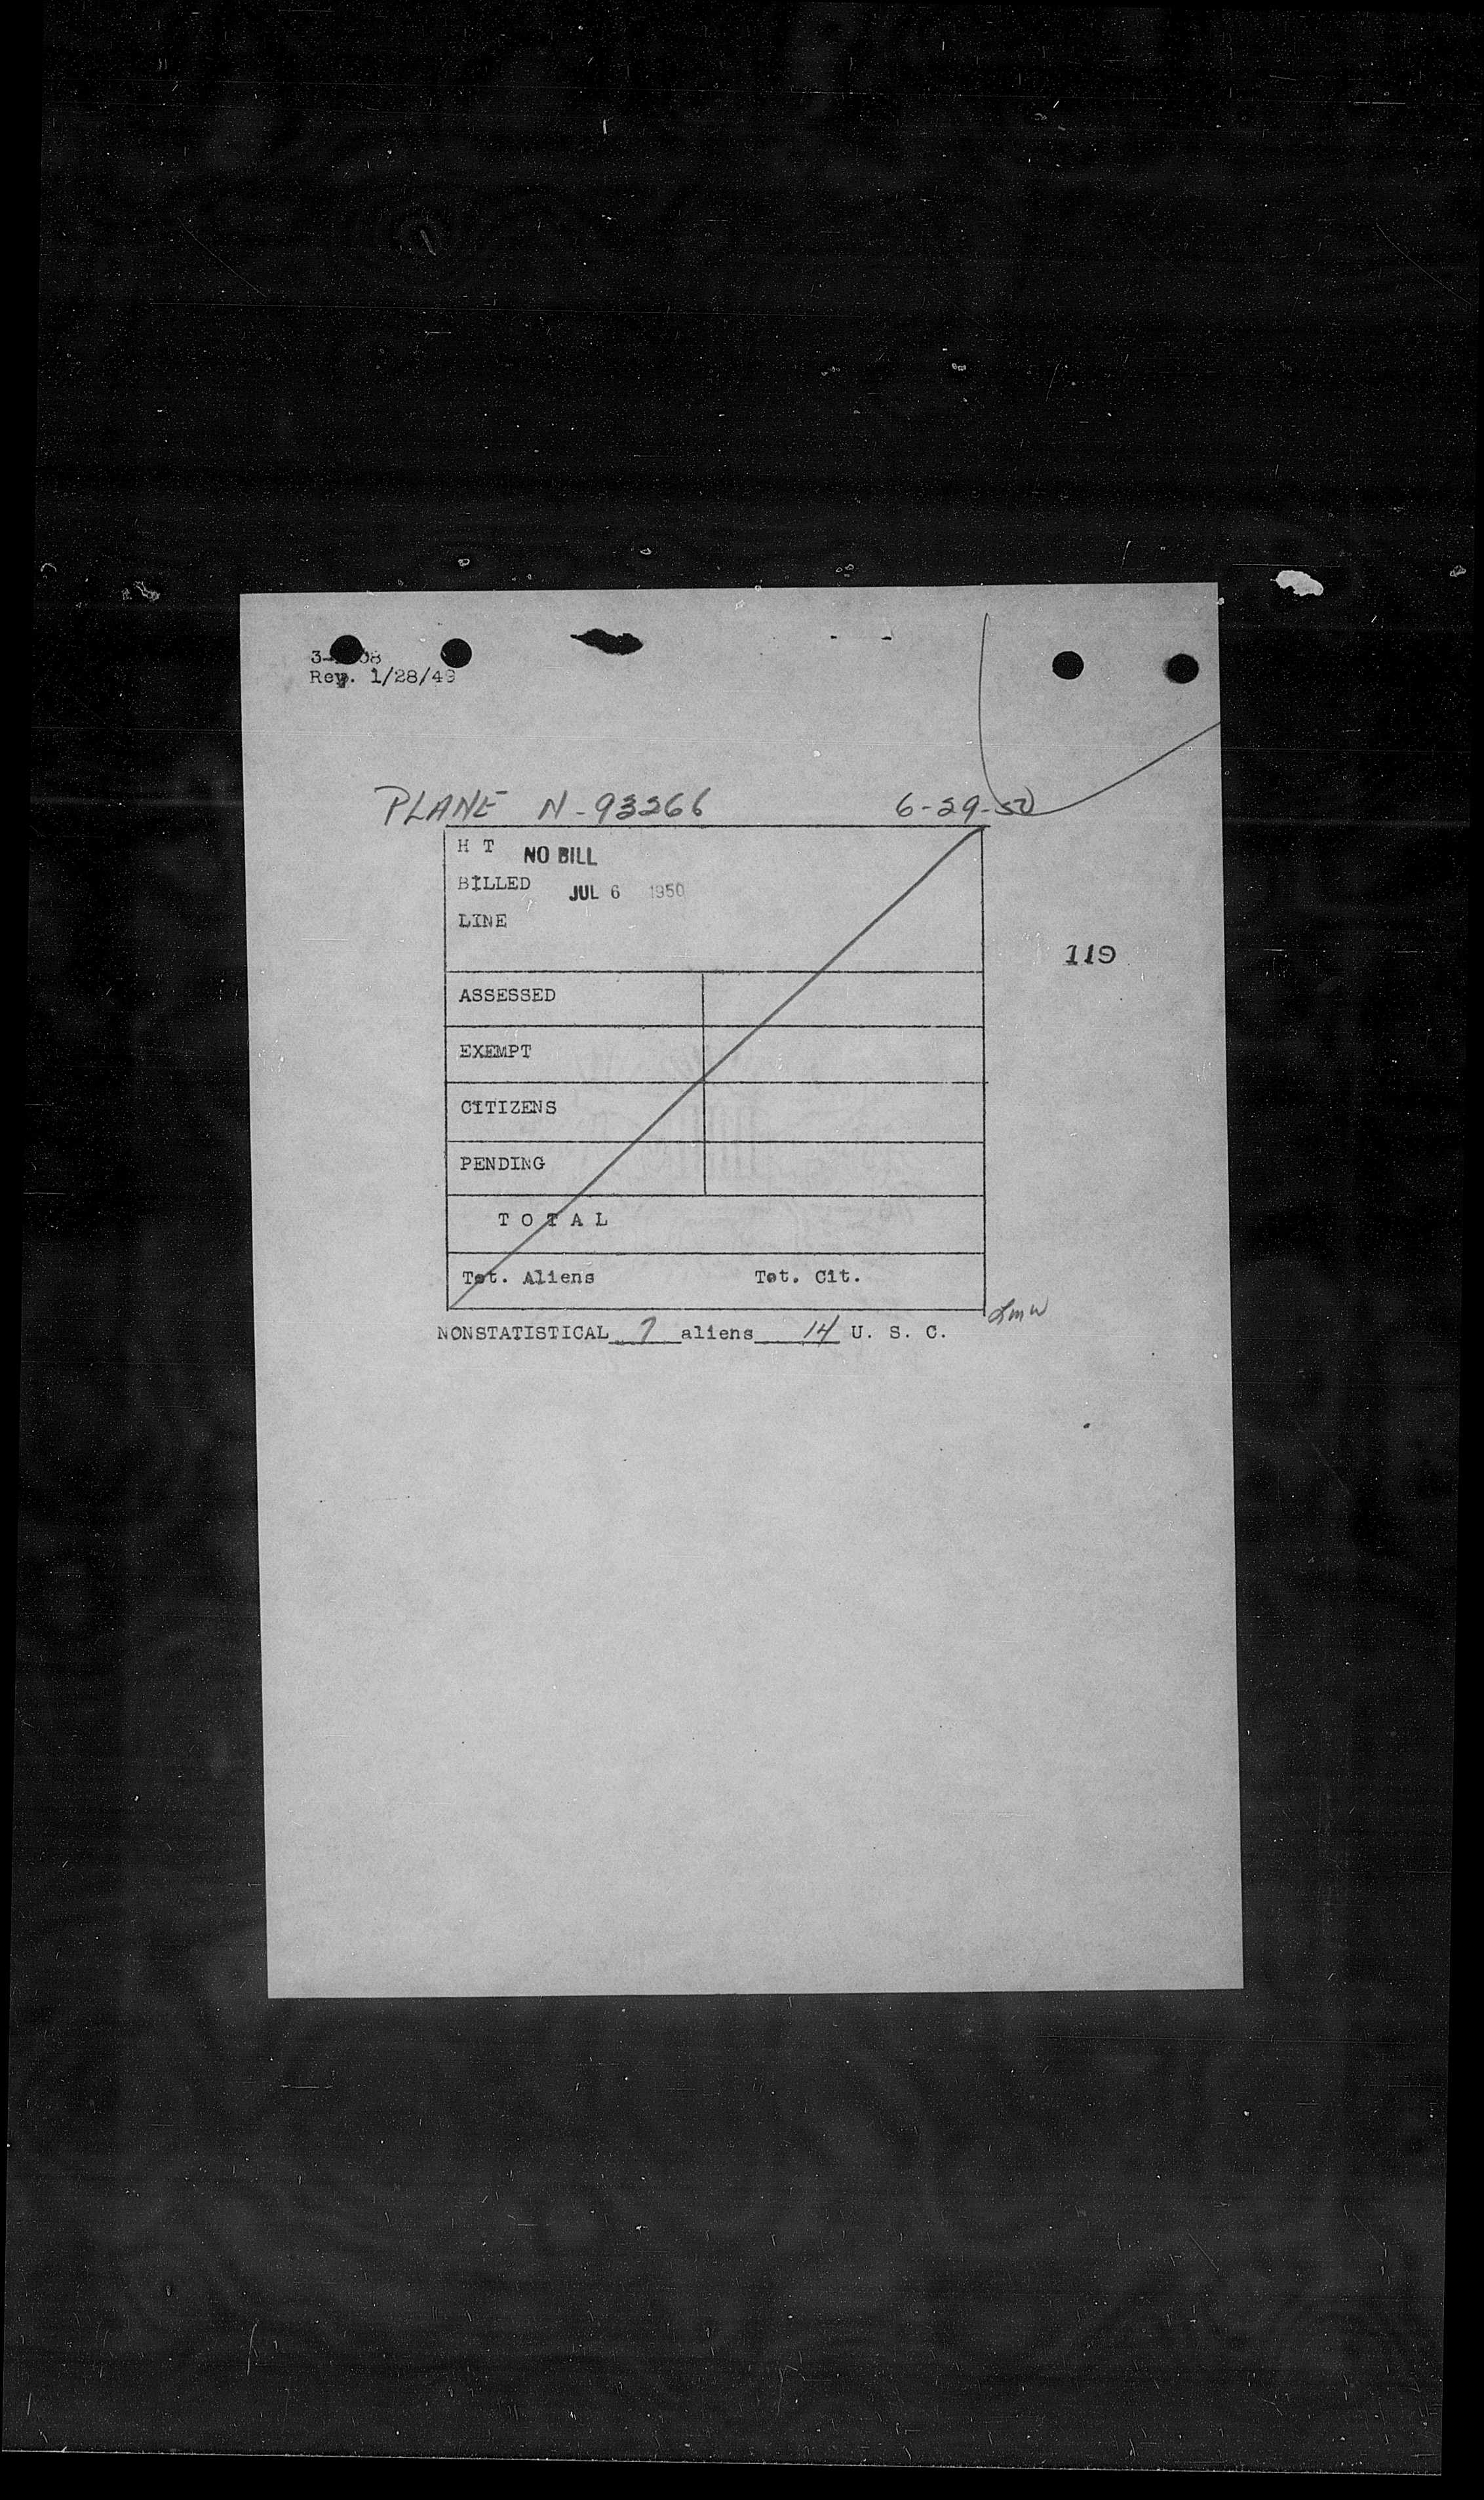 Rev. 1/28/49
PLANE N-93266 6-29-50
H T NO BILL
BILLED JUL 6 1950
LINE
119
ASSESSED
EXEMPT
CITIZENS
PENDING
T O T A L
Tot. Aliens Tot. Cit.
LMW
NONSTATISTICAL 7 aliens 14 U. S. C.